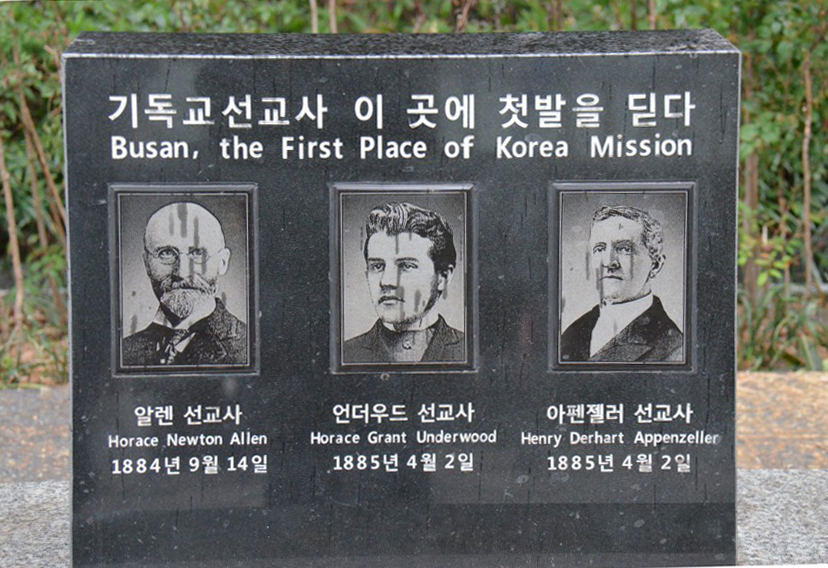 기독교선교사 이 곳에 첫발을 딛다
Busan, the First Place of Korea Mission
알렌 선교사
Horace Newton Allen
1884년 9월 14일
언더우드 선교사
Horace Grant Underwood
1885년 4월 2일
아펜젤러 선교사
Henry Derhart Appenzeller
1885년 4월 2일